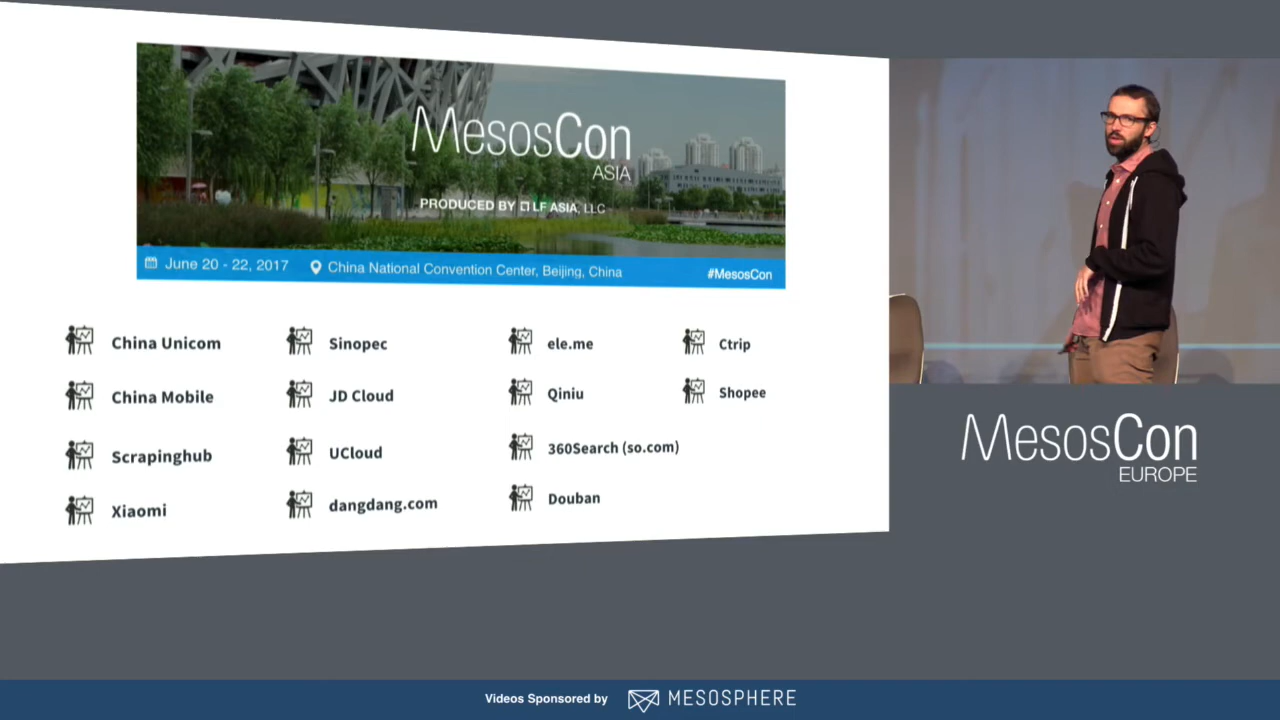 MesosCon
ASIA
PRODUCED BY LF ASIA, LLC
June 20 - 22, 2017
China National Convention Center, Beijing, China
#MesosCon
China Unicom
Sinopec
ele.me
Ctrip
China Mobile
JD Cloud
Qiniu
Shopee
Scrapinghub
UCloud
360Search (so.com)
Xiaomi
dangdang.com
Douban
MesosCon
EUROPE
Videos Sponsored by
MESOSPHERE